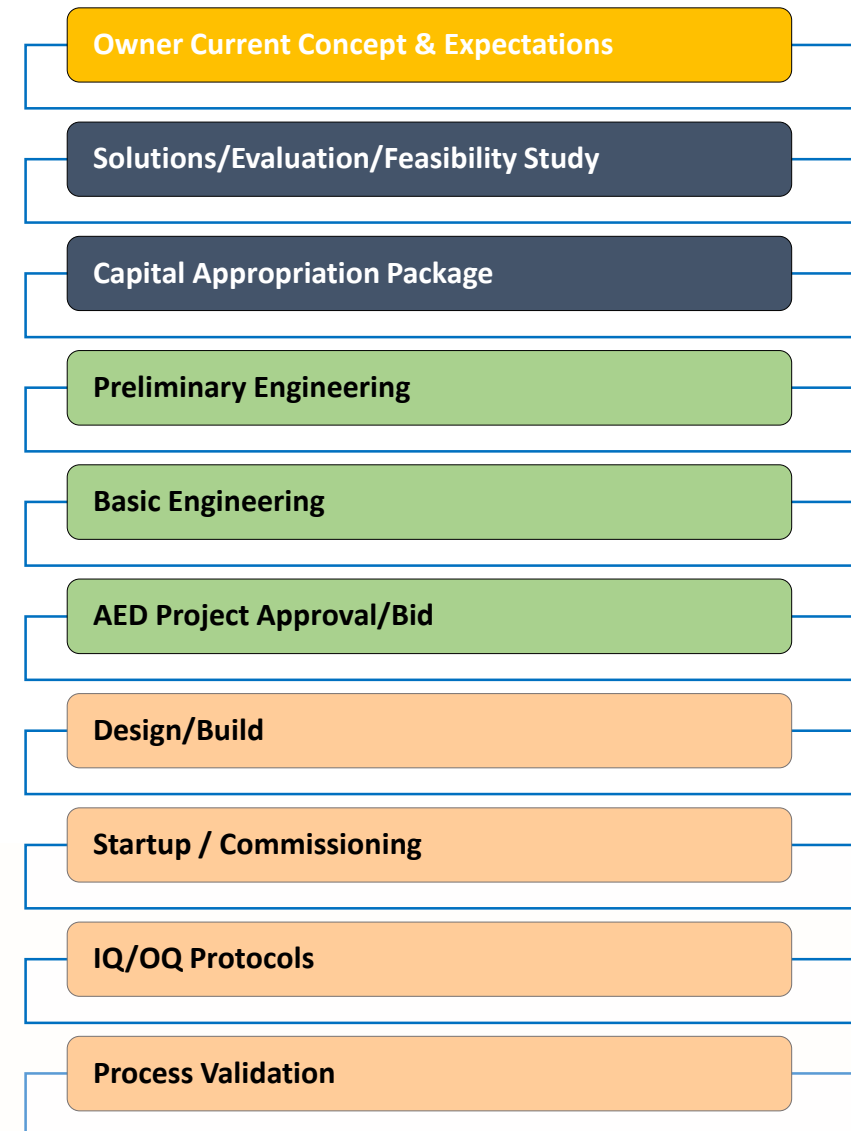 Owner Current Concept & Expectations
Solutions/Evaluation/Feasibility Study
Capital Appropriation Package
Preliminary Engineering
Basic Engineering
AED Project Approval/Bid
Design/Build
Startup / Commissioning
IQ/OQ Protocols
Process Validation